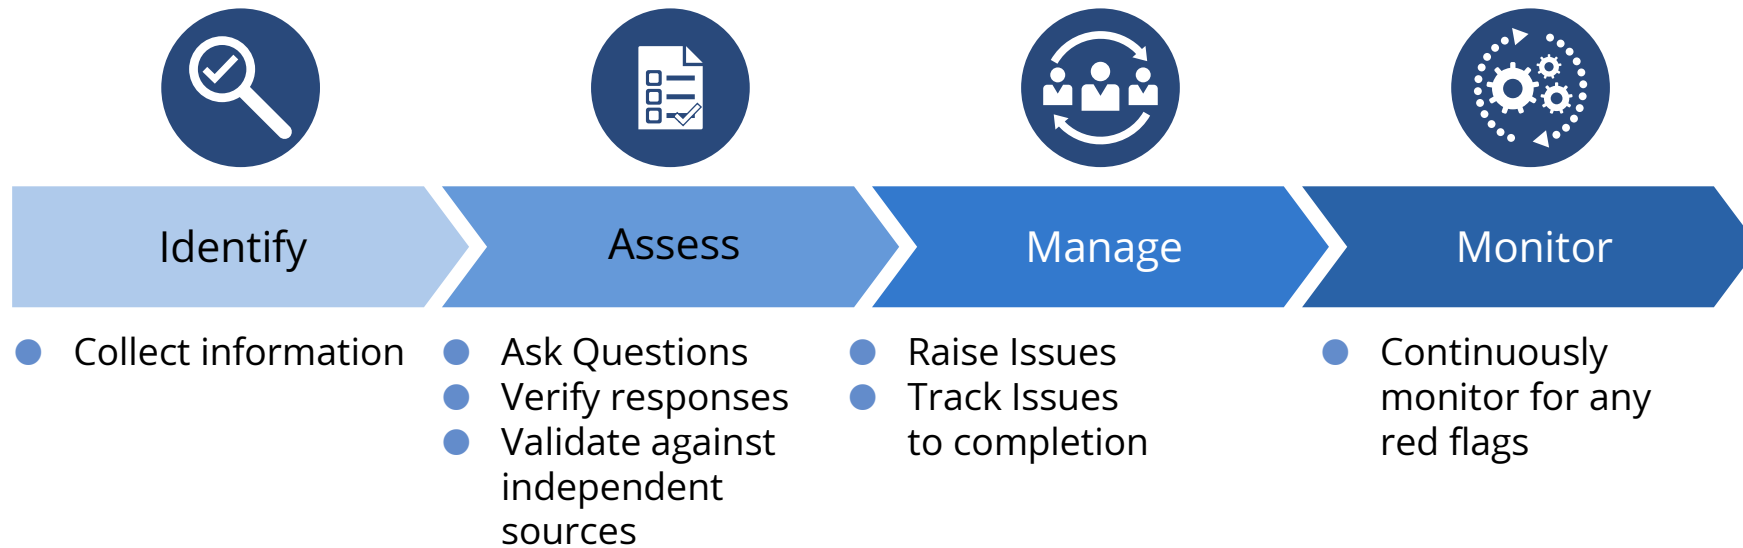 Identify
Assess
Manage
Monitor
Collect information
Ask Questions
Verify responses
Validate against
independent
sources
Raise Issues
Track Issues
to completion
Continuously
monitor for any
red flags